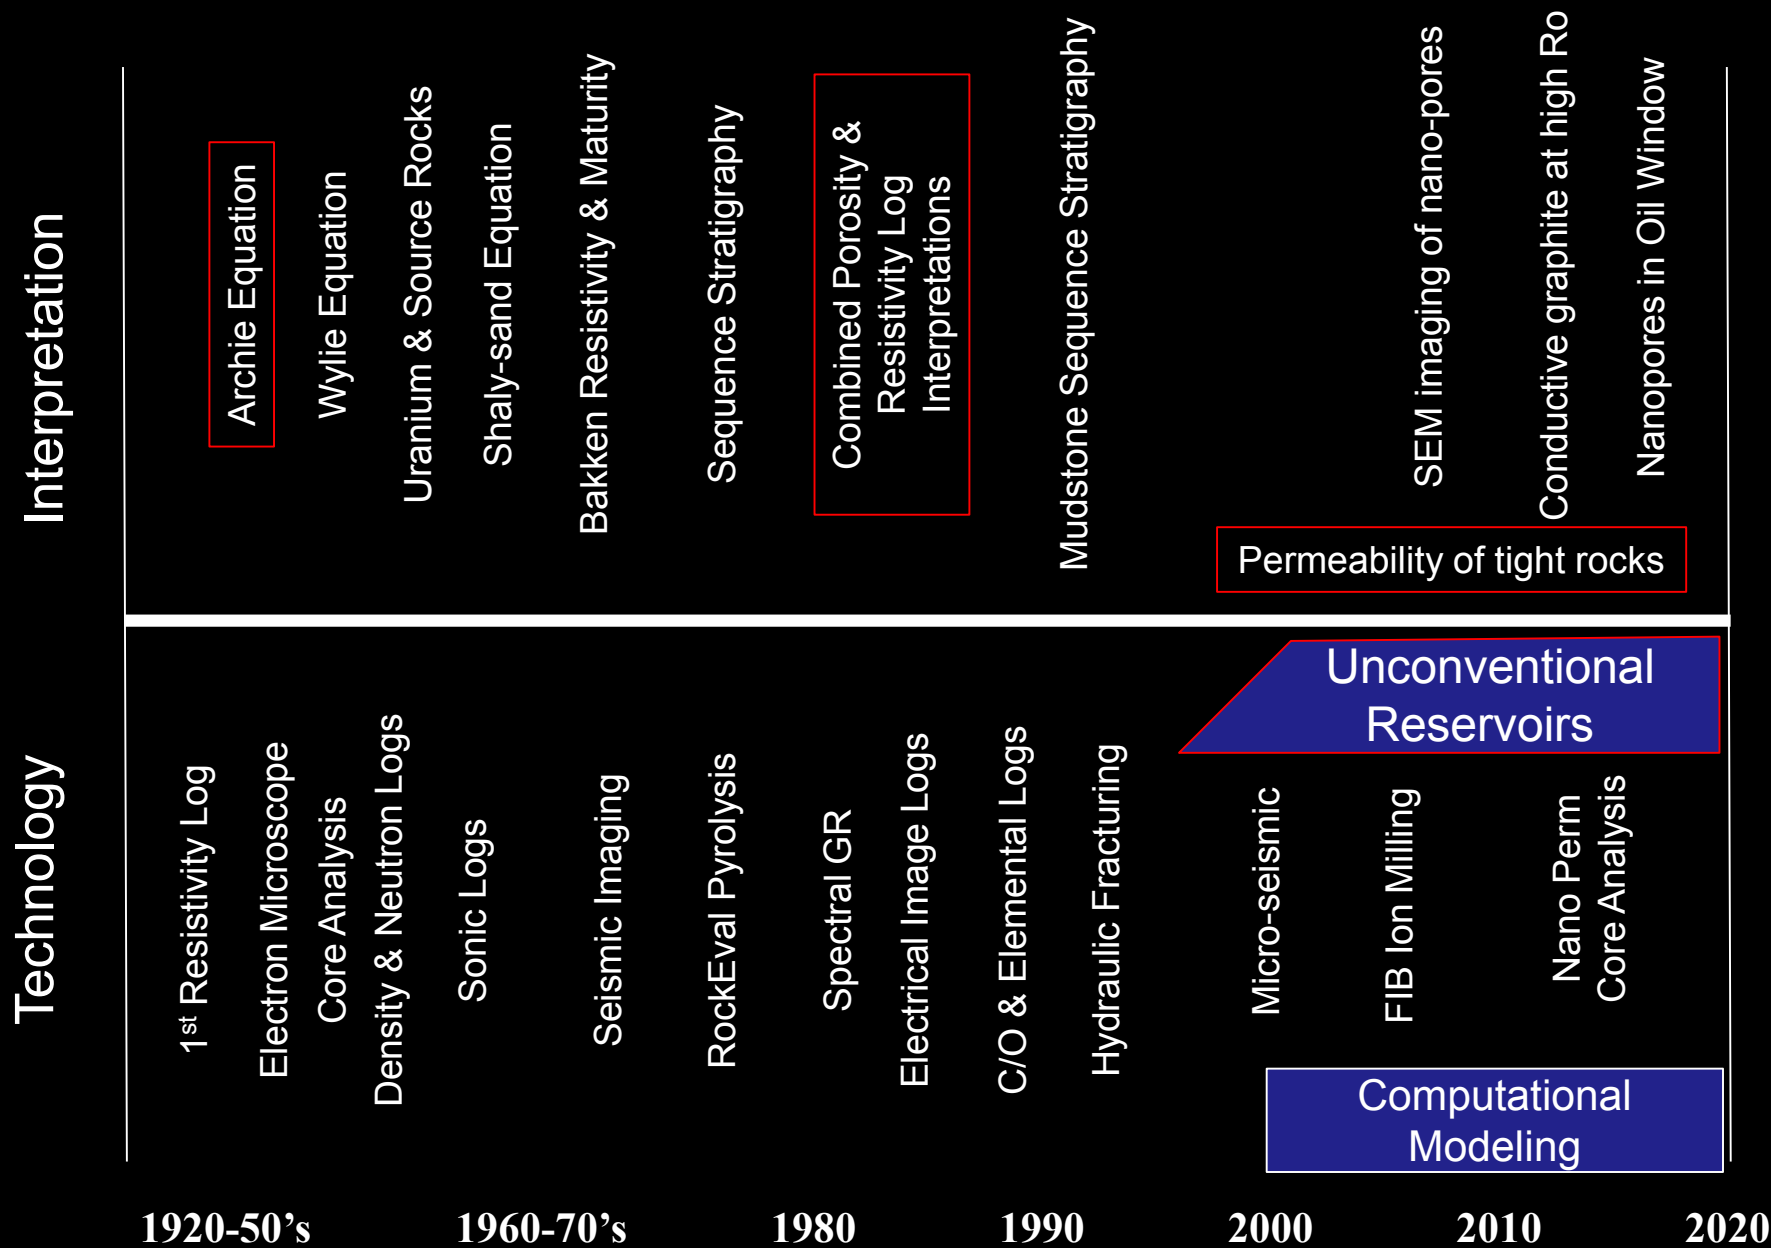 Interpretation
Archie Equation
Wylie Equation
Uranium & Source Rocks
Shaly-sand Equation
Bakken Resistivity & Maturity
Sequence Stratigraphy
Combined Porosity &
Resistivity Log
Interpretations
Mudstone Sequence Stratigraphy
SEM imaging of nano-pores
Conductive graphite at high Ro
Nanopores in Oil Window
Permeability of tight rocks
Technology
Unconventional
Reservoirs
1st Resistivity Log
Electron Microscope
Core Analysis
Density & Neutron Logs
Sonic Logs
Seismic Imaging
RockEval Pyrolysis
Spectral GR
Electrical Image Logs
C/O & Elemental Logs
Hydraulic Fracturing
Micro-seismic
FIB Ion Milling
Nano Perm
Core Analysis
Computational
Modeling
1920-50’s
1960-70’s
1980
1990
2000
2010
2020